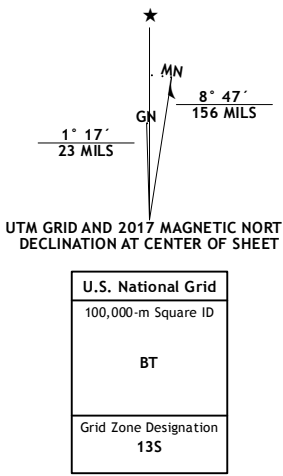 ★
MN
8° 47´
156 MILS
GN
1° 17´
23 MILS
UTM GRID AND 2017 MAGNETIC NORT
DECLINATION AT CENTER OF SHEET
U.S. National Grid
100,000-m Square ID
BT
Grid Zone Designation
13S